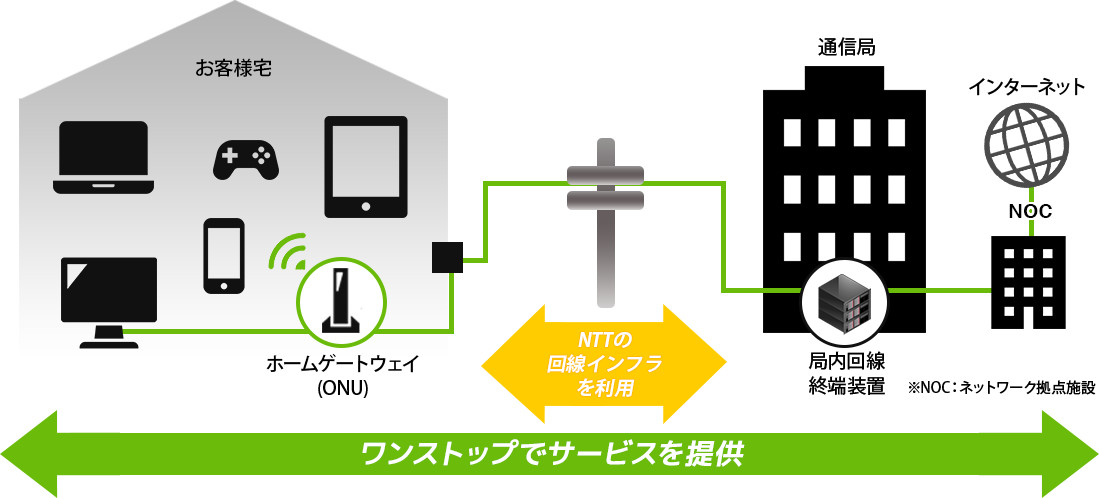 お客様宅
通信局
インターネット
NOC
ホームゲートウェイ
(ONU)
NTTの
回線インフラ
を利用
局内回線
終端装置
※NOC：ネットワーク拠点施設
ワンストップでサービスを提供